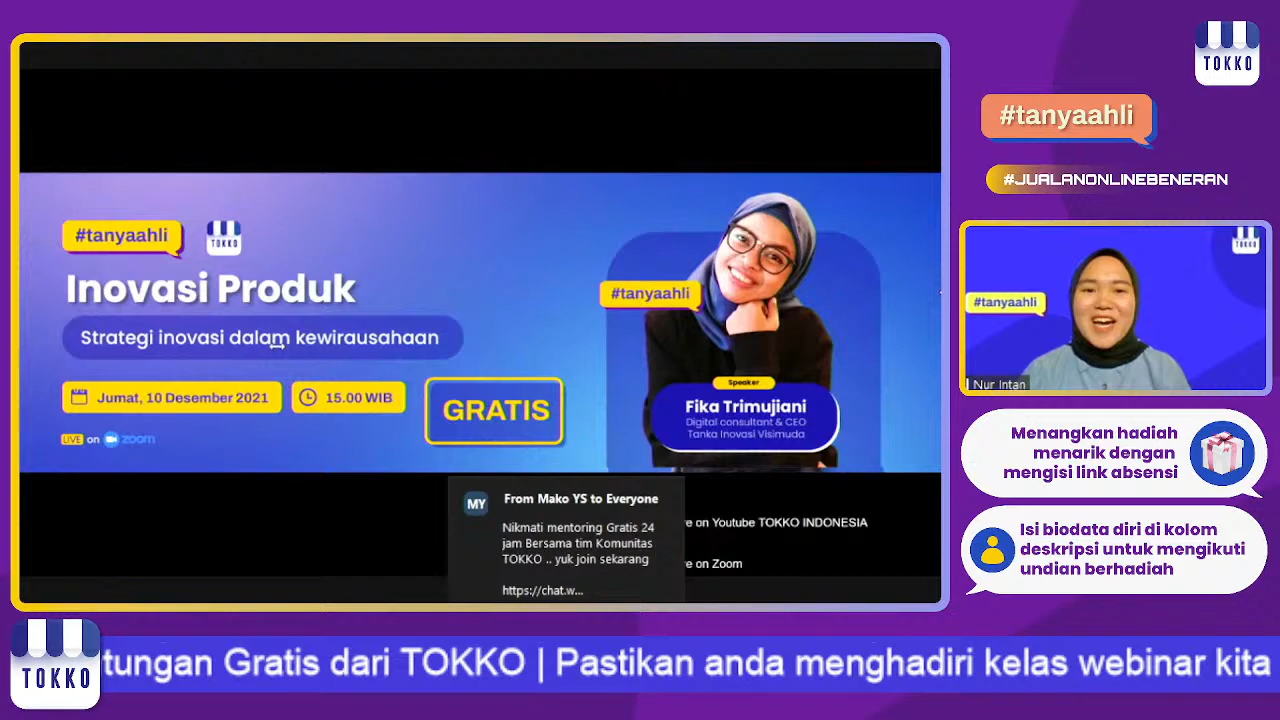 #tanyaahli
TOKKO
Inovasi Produk
Strategi inovasi dalam kewirausahaan
Jumat, 10 Desember 2021
15.00 WIB
GRATIS
LIVE on zoom
#tanyaahli
Speaker
Fika Trimujiani
Digital consultant & CEO
Tanka Inovasi Visimuda
MY
From Mako YS to Everyone
Nikmati mentoring Gratis 24
jam Bersama tim Komunitas
TOKKO .. yuk join sekarang
https://chat.w...
on Youtube TOKKO INDONESIA
on Zoom
TOKKO
#tanyaahli
#JUALANONLINEBENERAN
TOKKO
#tanyaahli
Nur Intan
Menangkan hadiah
menarik dengan
mengisi link absensi
Isi biodata diri di kolom
deskripsi untuk mengikuti
undian berhadiah
TOKKO
tungan Gratis dari TOKKO | Pastikan anda menghadiri kelas webinar kita